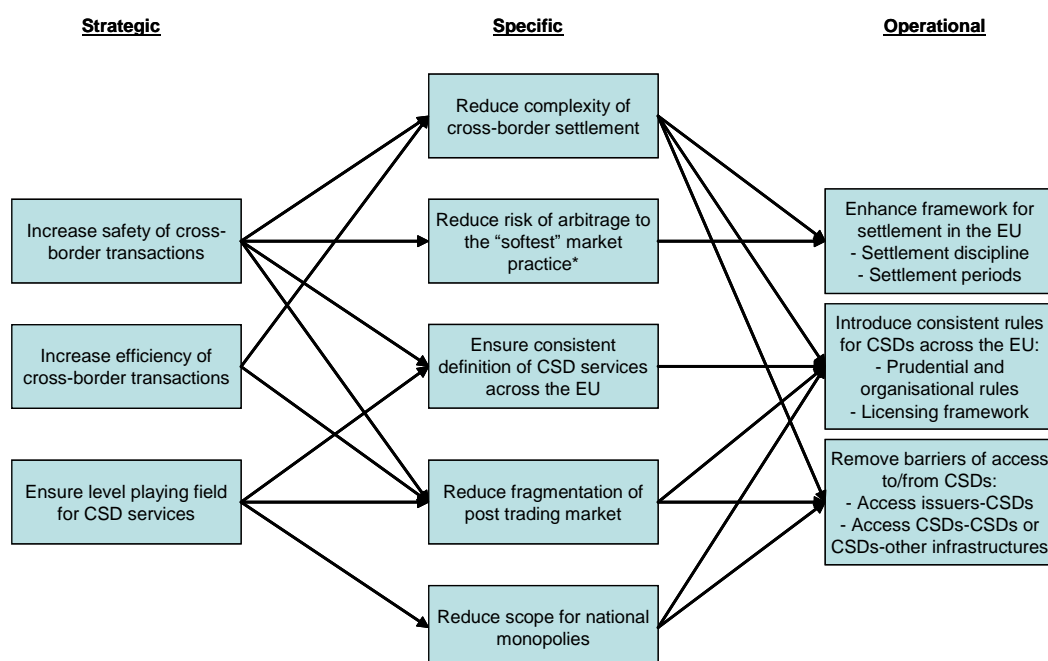 Strategic
Specific
Operational
Reduce complexity of
cross-border settlement
Increase safety of cross-
border transactions
Reduce risk of arbitrage to
the “softest” market
practice*
Enhance framework for
settlement in the EU
- Settlement discipline
- Settlement periods
Increase efficiency of
cross-border transactions
Ensure consistent
definition of CSD services
across the EU
Introduce consistent rules
for CSDs across the EU:
- Prudential and
organisational rules
- Licensing framework
Ensure level playing field
for CSD services
Reduce fragmentation of
post trading market
Remove barriers of access
to/from CSDs:
- Access issuers-CSDs
- Access CSDs-CSDs or
CSDs-other infrastructures
Reduce scope for national
monopolies